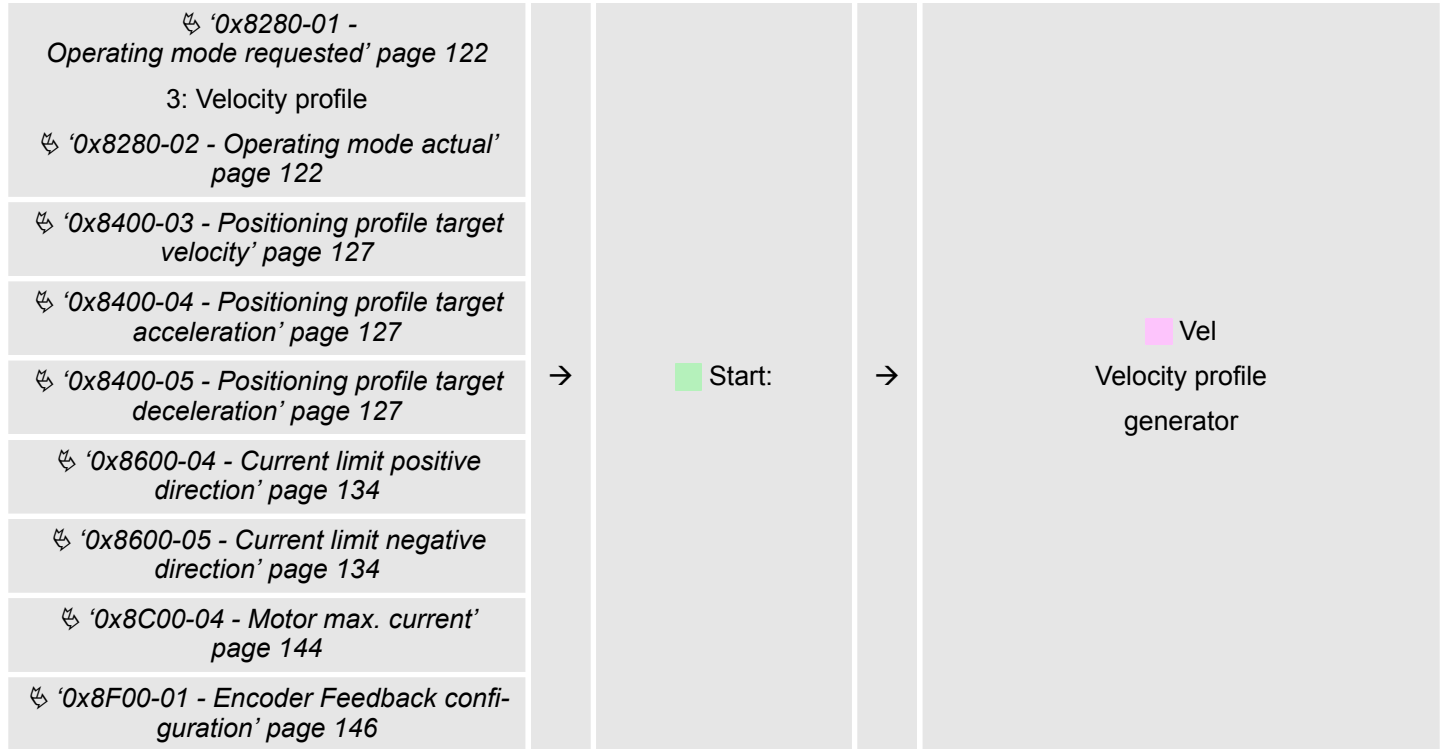 ↳ ‘0x8280-01 -
Operating mode requested’ page 122
3: Velocity profile
↳ ‘0x8280-02 - Operating mode actual’
page 122
↳ ‘0x8400-03 - Positioning profile target
velocity’ page 127
↳ ‘0x8400-04 - Positioning profile target
acceleration’ page 127
↳ ‘0x8400-05 - Positioning profile target
deceleration’ page 127
↳ ‘0x8600-04 - Current limit positive
direction’ page 134
↳ ‘0x8600-05 - Current limit negative
direction’ page 134
↳ ‘0x8C00-04 - Motor max. current’
page 144
↳ ‘0x8F00-01 - Encoder Feedback confi-
guration’ page 146
→
Start:
→
Vel
Velocity profile
generator